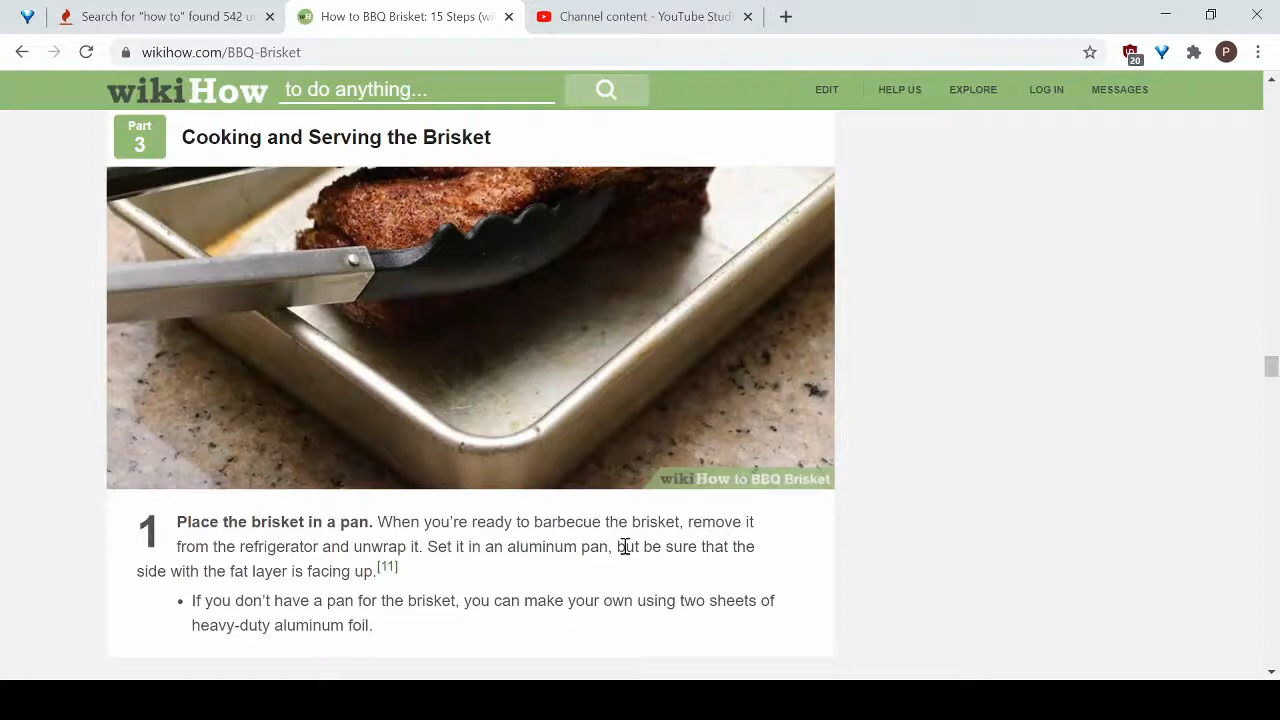 Search for "how to" found 542 u
How to BBQ Brisket: 15 Steps (wi
Channel content - YouTube Stud
wikihow.com/BBQ-Brisket
20
P
wikiHow to do anything...
EDIT
HELP US
EXPLORE
LOG IN
MESSAGES
Part
3
Cooking and Serving the Brisket
wikiHow to BBQ Brisket
1
Place the brisket in a pan. When you're ready to barbecue the brisket, remove it
from the refrigerator and unwrap it. Set it in an aluminum pan, but be sure that the
side with the fat layer is facing up.[11]
• If you don't have a pan for the brisket, you can make your own using two sheets of
heavy-duty aluminum foil.